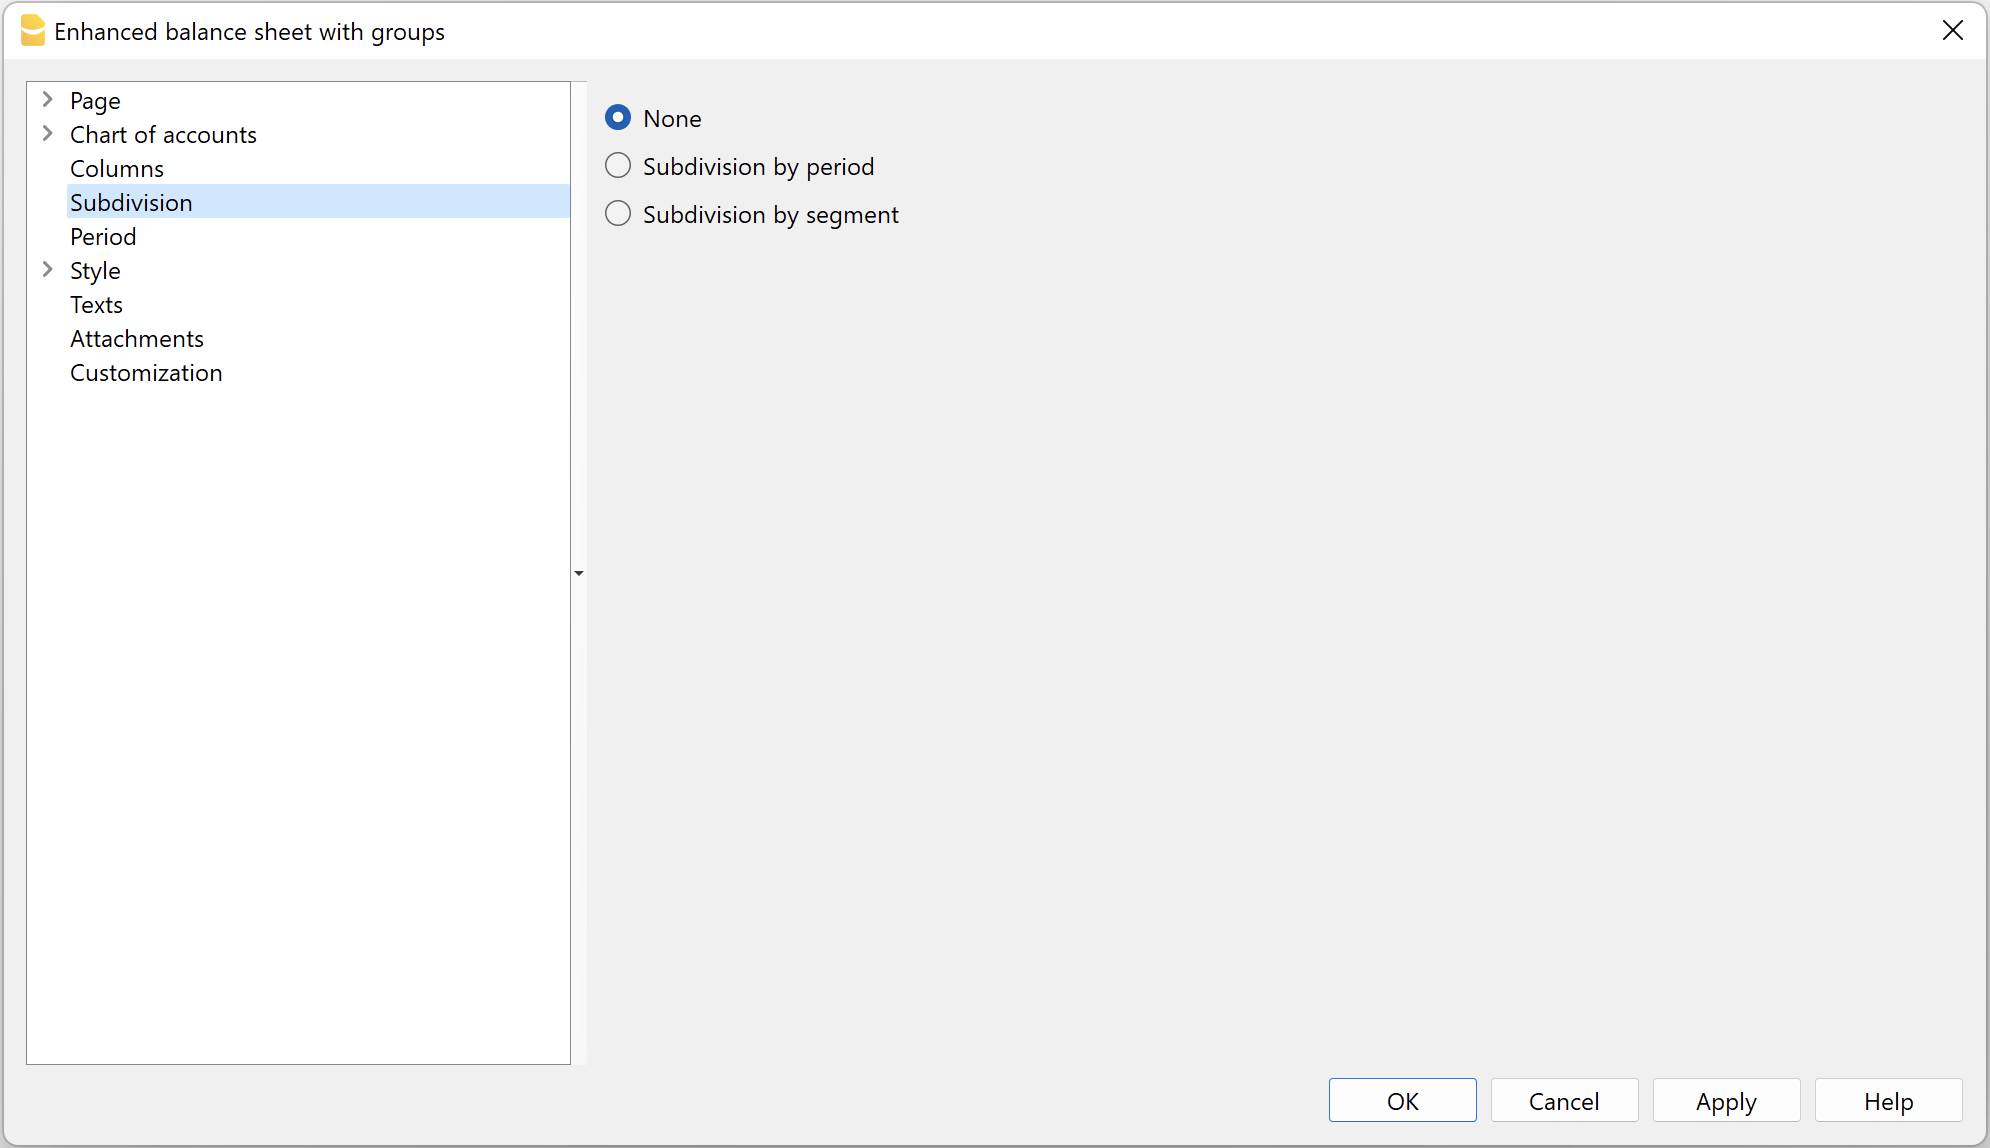 Enhanced balance sheet with groups
Page
Chart of accounts
Columns
Subdivision
Period
Style
Texts
Attachments
Customization
None
Subdivision by period
Subdivision by segment
OK
Cancel
Apply
Help